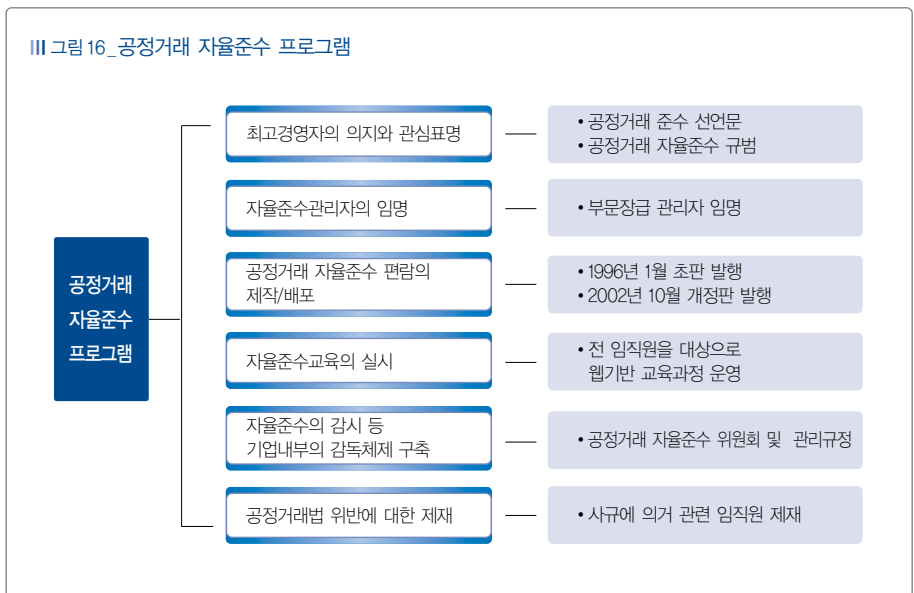 그림 16_공정거래 자율준수 프로그램
공정거래
자율준수
프로그램
최고경영자의 의지와 관심표명
• 공정거래 준수 선언문
• 공정거래 자율준수 규범
자율준수관리자의 임명
• 부문장급 관리자 임명
공정거래 자율준수 편람의
제작/배포
• 1996년 1월 초판 발행
• 2002년 10월 개정판 발행
자율준수교육의 실시
• 전 임직원을 대상으로
웹기반 교육과정 운영
자율준수의 감시 등
기업내부의 감독체제 구축
• 공정거래 자율준수 위원회 및 관리규정
공정거래법 위반에 대한 제재
• 사규에 의거 관련 임직원 제재